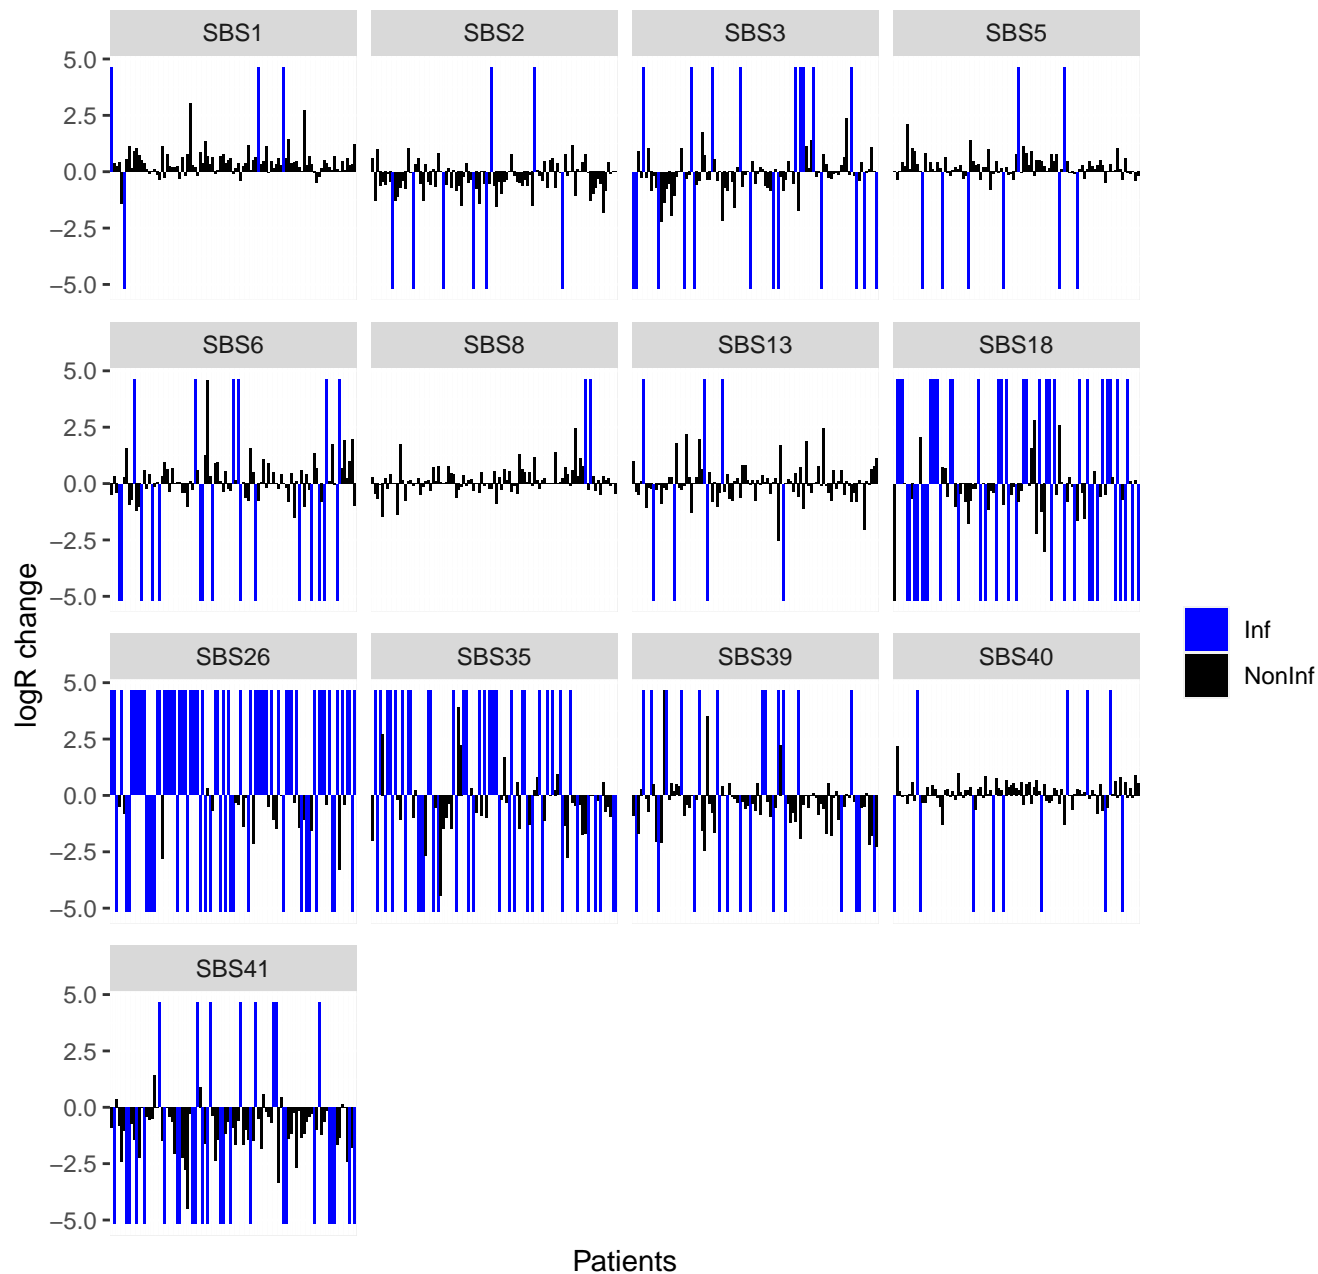 SBS1 SBS2 SBS3 SBS5
5.0
2.5
0.0
−2.5
−5.0
SBS6 SBS8 SBS13 SBS18
5.0
2.5
0.0
−2.5
−5.0
SBS26 SBS35 SBS39 SBS40
5.0
2.5
0.0
−2.5
−5.0
SBS41
5.0
2.5
0.0
−2.5
−5.0
logR change
Patients
Inf
NonInf